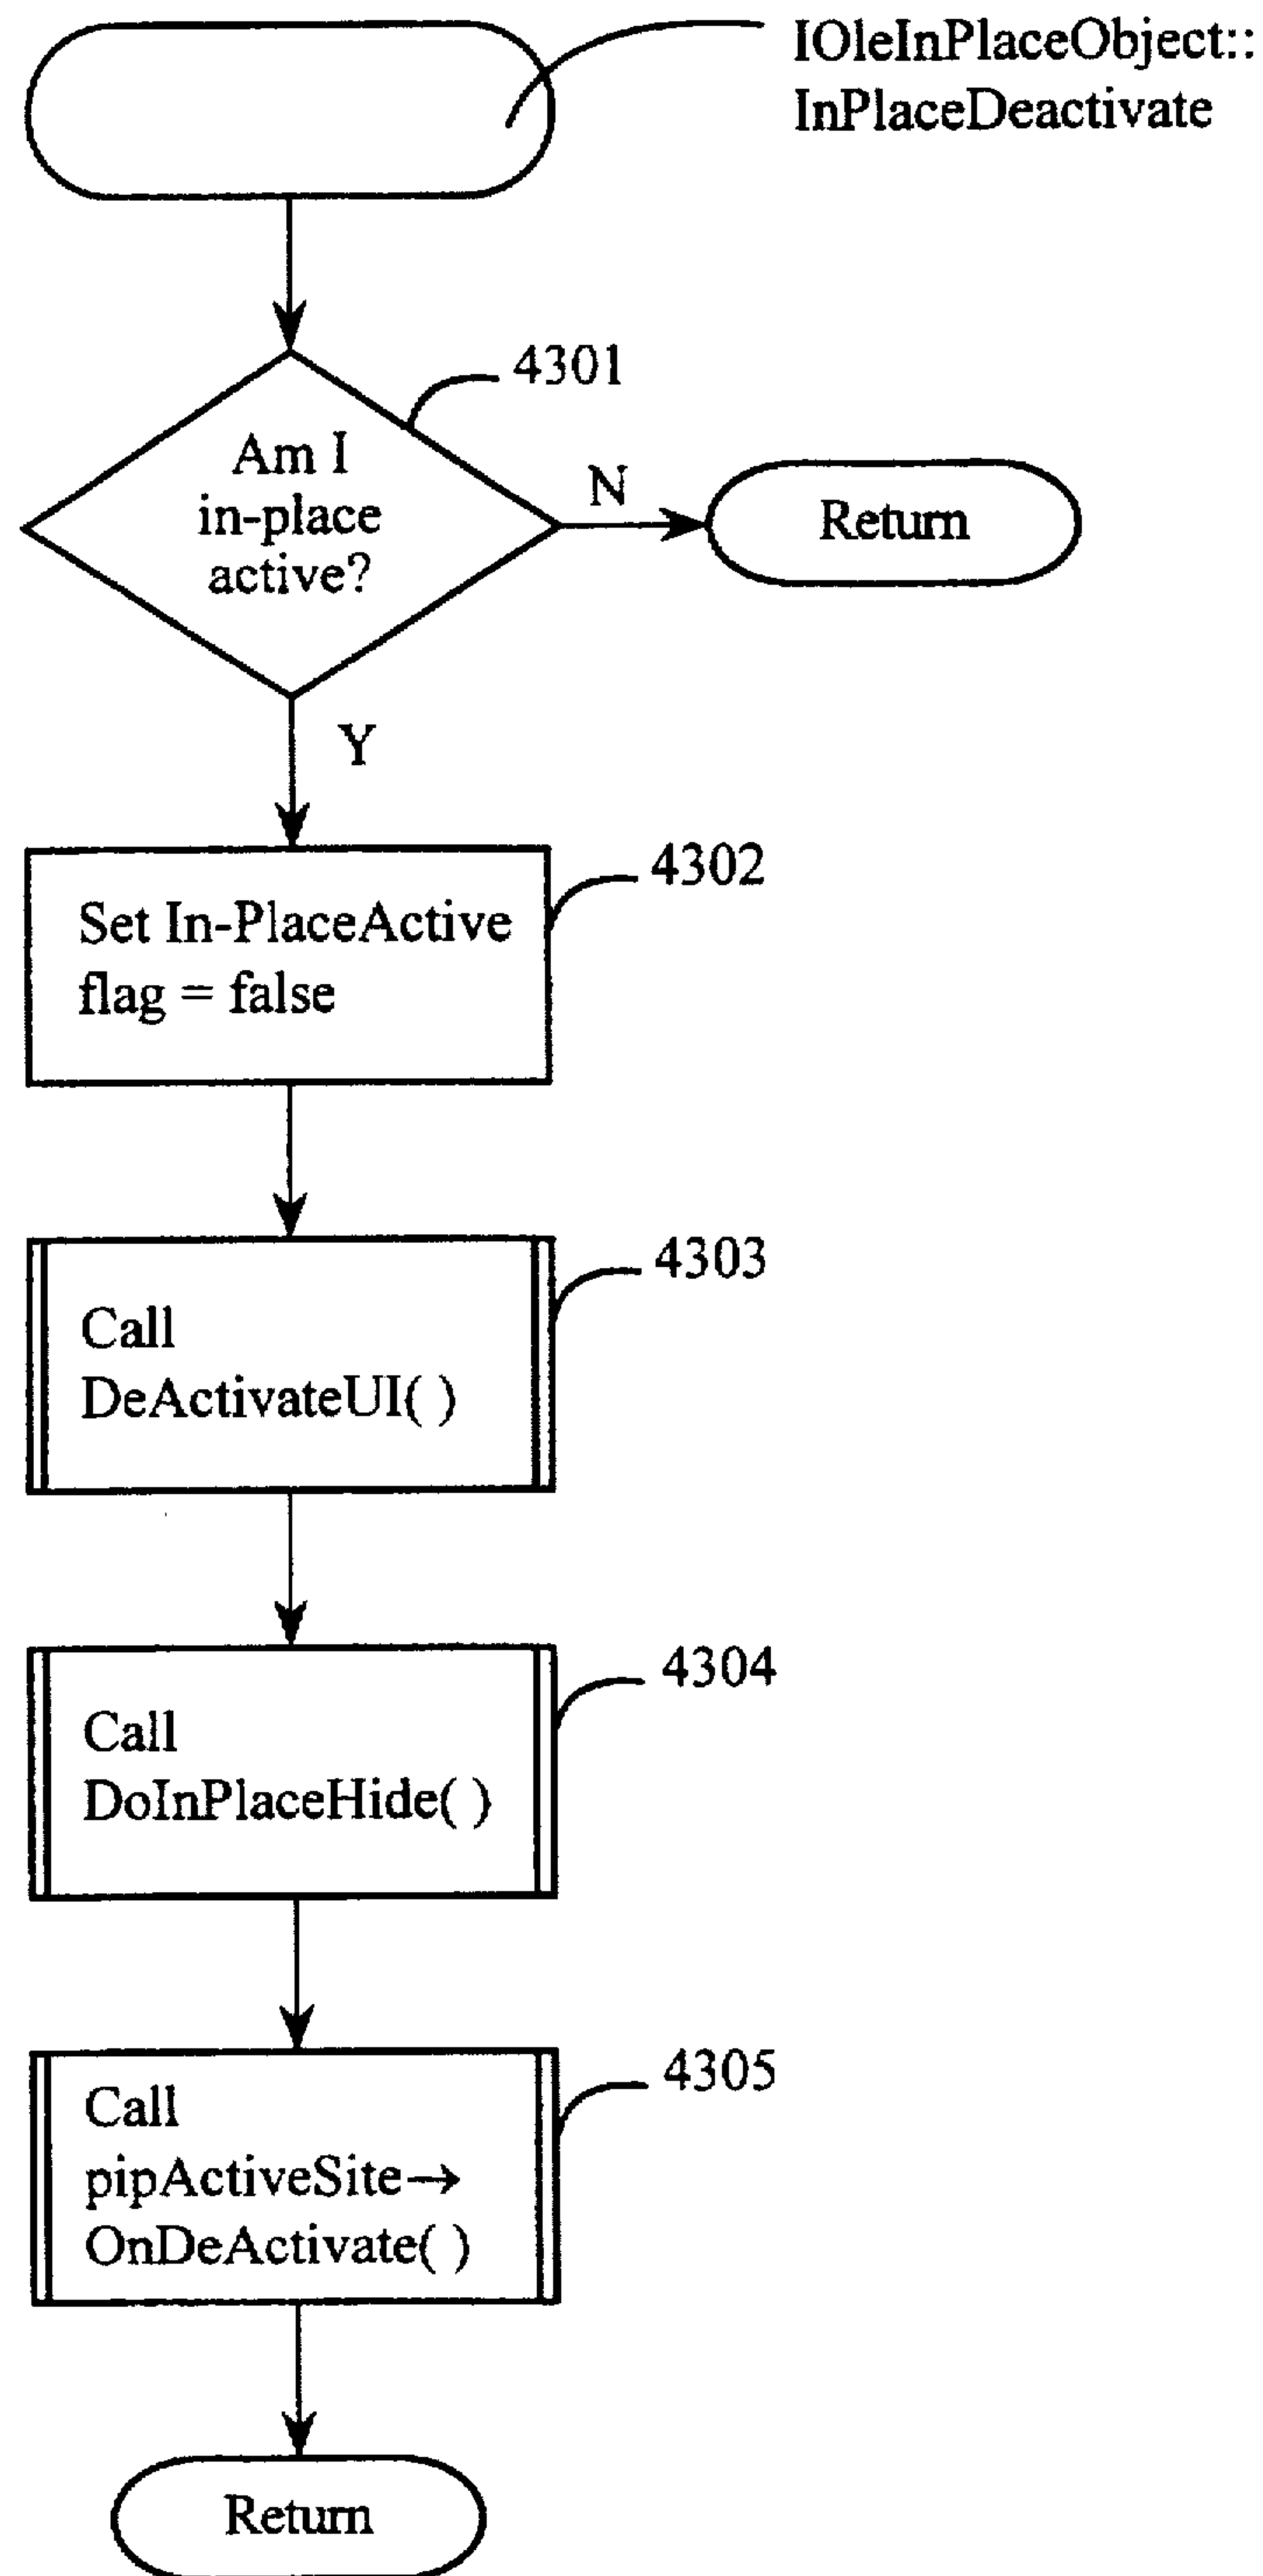 IOleInPlaceObject::
InPlaceDeactivate
4301
Am I
in-place
active?
N
Return
Y
4302
Set In-PlaceActive
flag = false
4303
Call
DeActivateUI( )
4304
Call
DoInPlaceHide( )
4305
Call
pipActiveSite→
OnDeActivate( )
Return